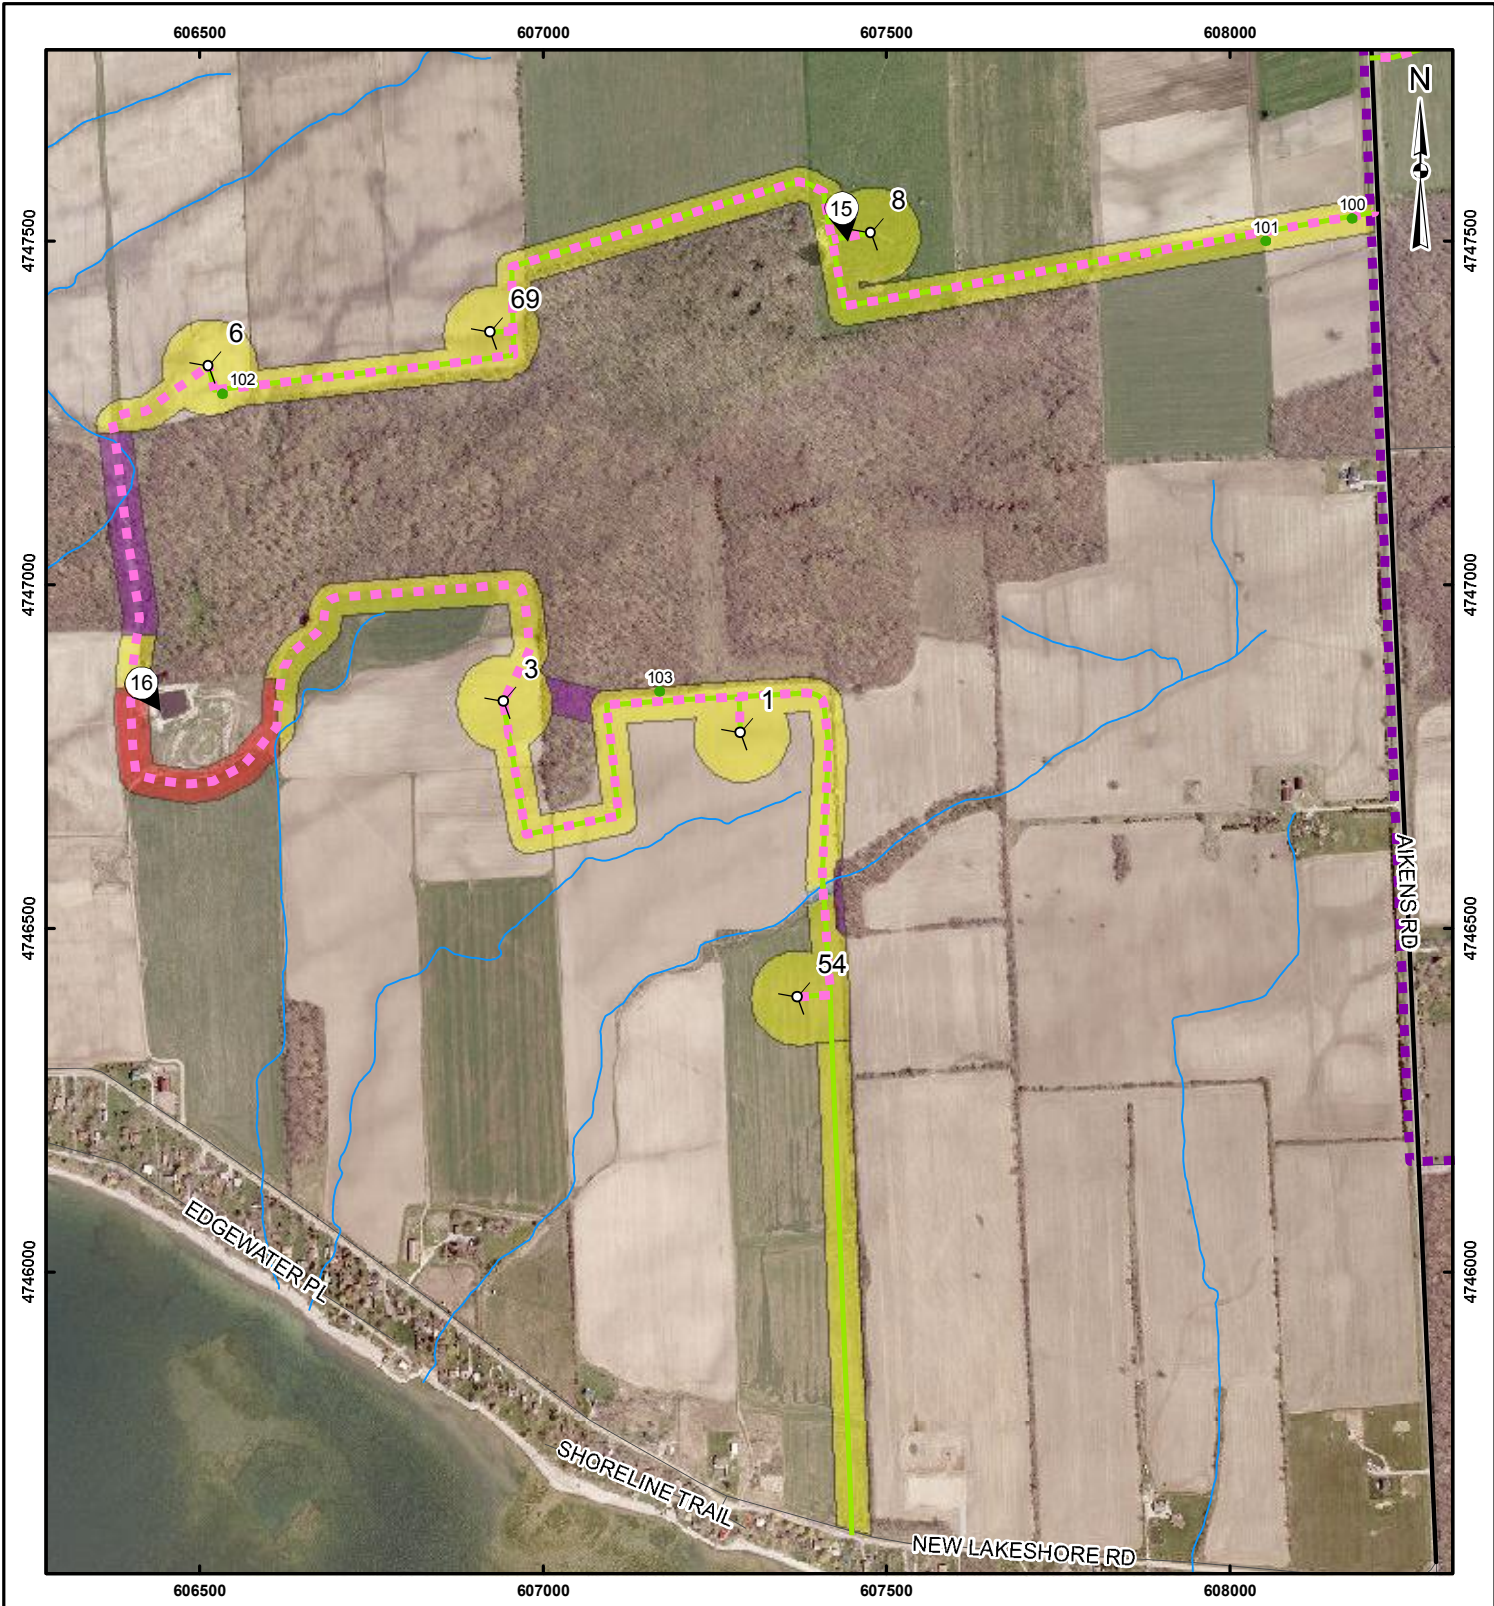 606500 607000 607500 608000
N
100
8
15
101
4747500 4747500
69
6
102
4747000 4747000
3
16
103
1
AIKENS RD
4746500 4746500
54
EDGEWATER PL
4746000 4746000
SHORELINE TRAIL
NEW LAKESHORE RD
606500 607000 607500 608000